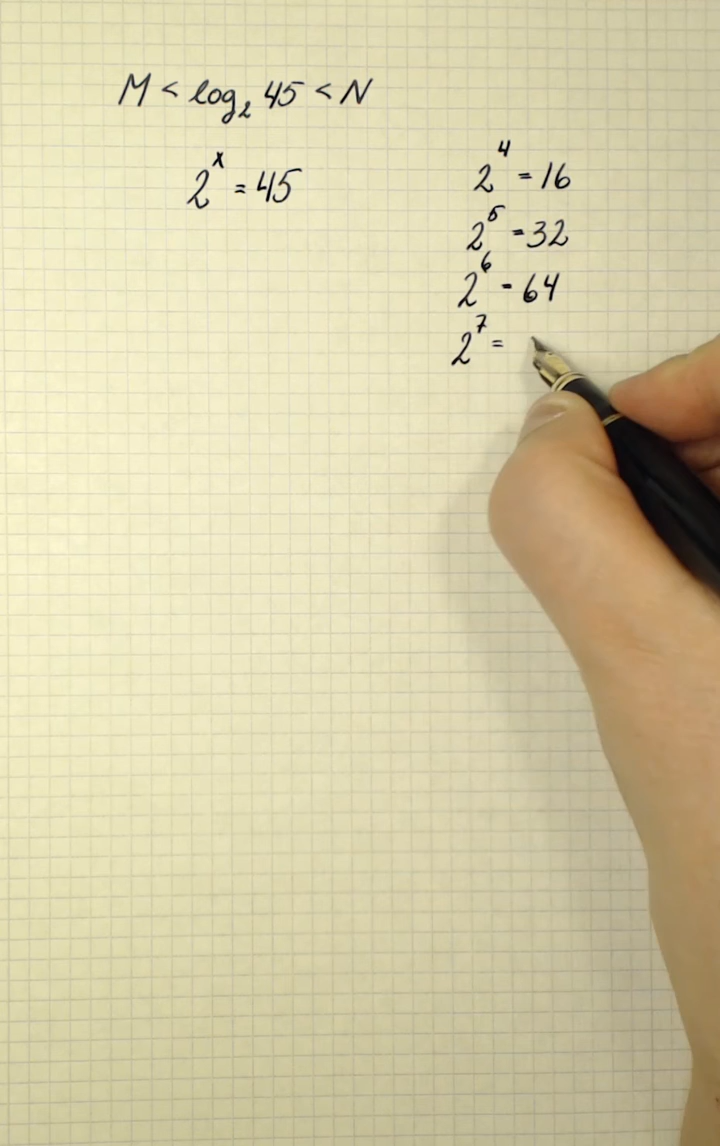 M < log₂ 45 < N
2ˣ = 45
2⁴ = 16
2⁵ = 32
2⁶ = 64
2⁷ =